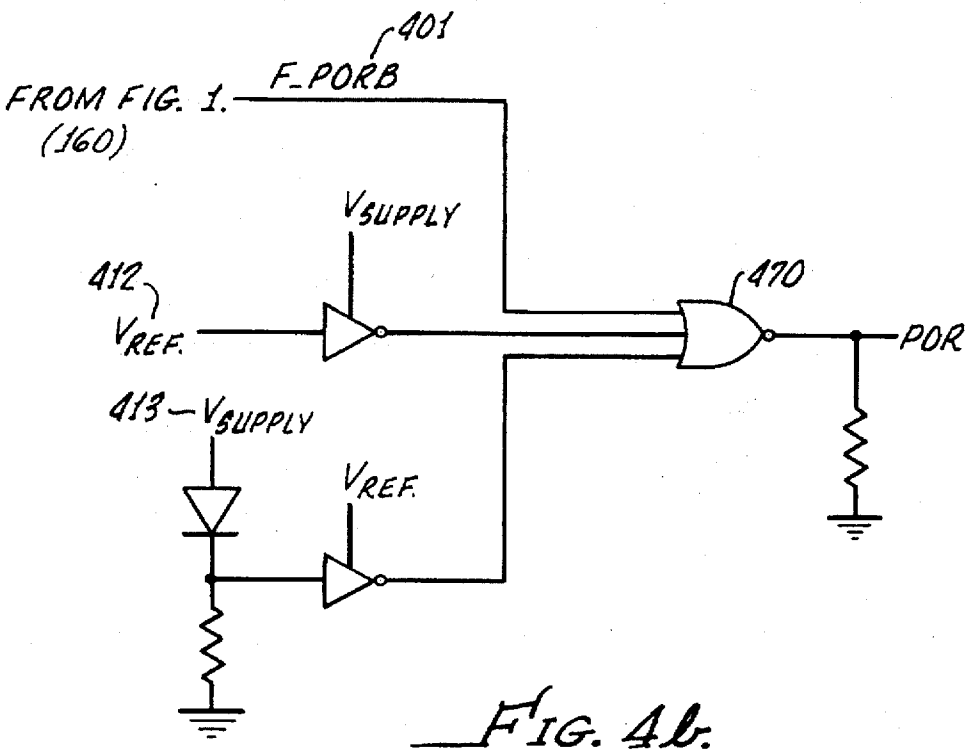 401
F_PORB
FROM FIG. 1.
(160)
VSUPPLY
412
VREF.
470
POR
413 VSUPPLY
VREF.
FIG. 4b.